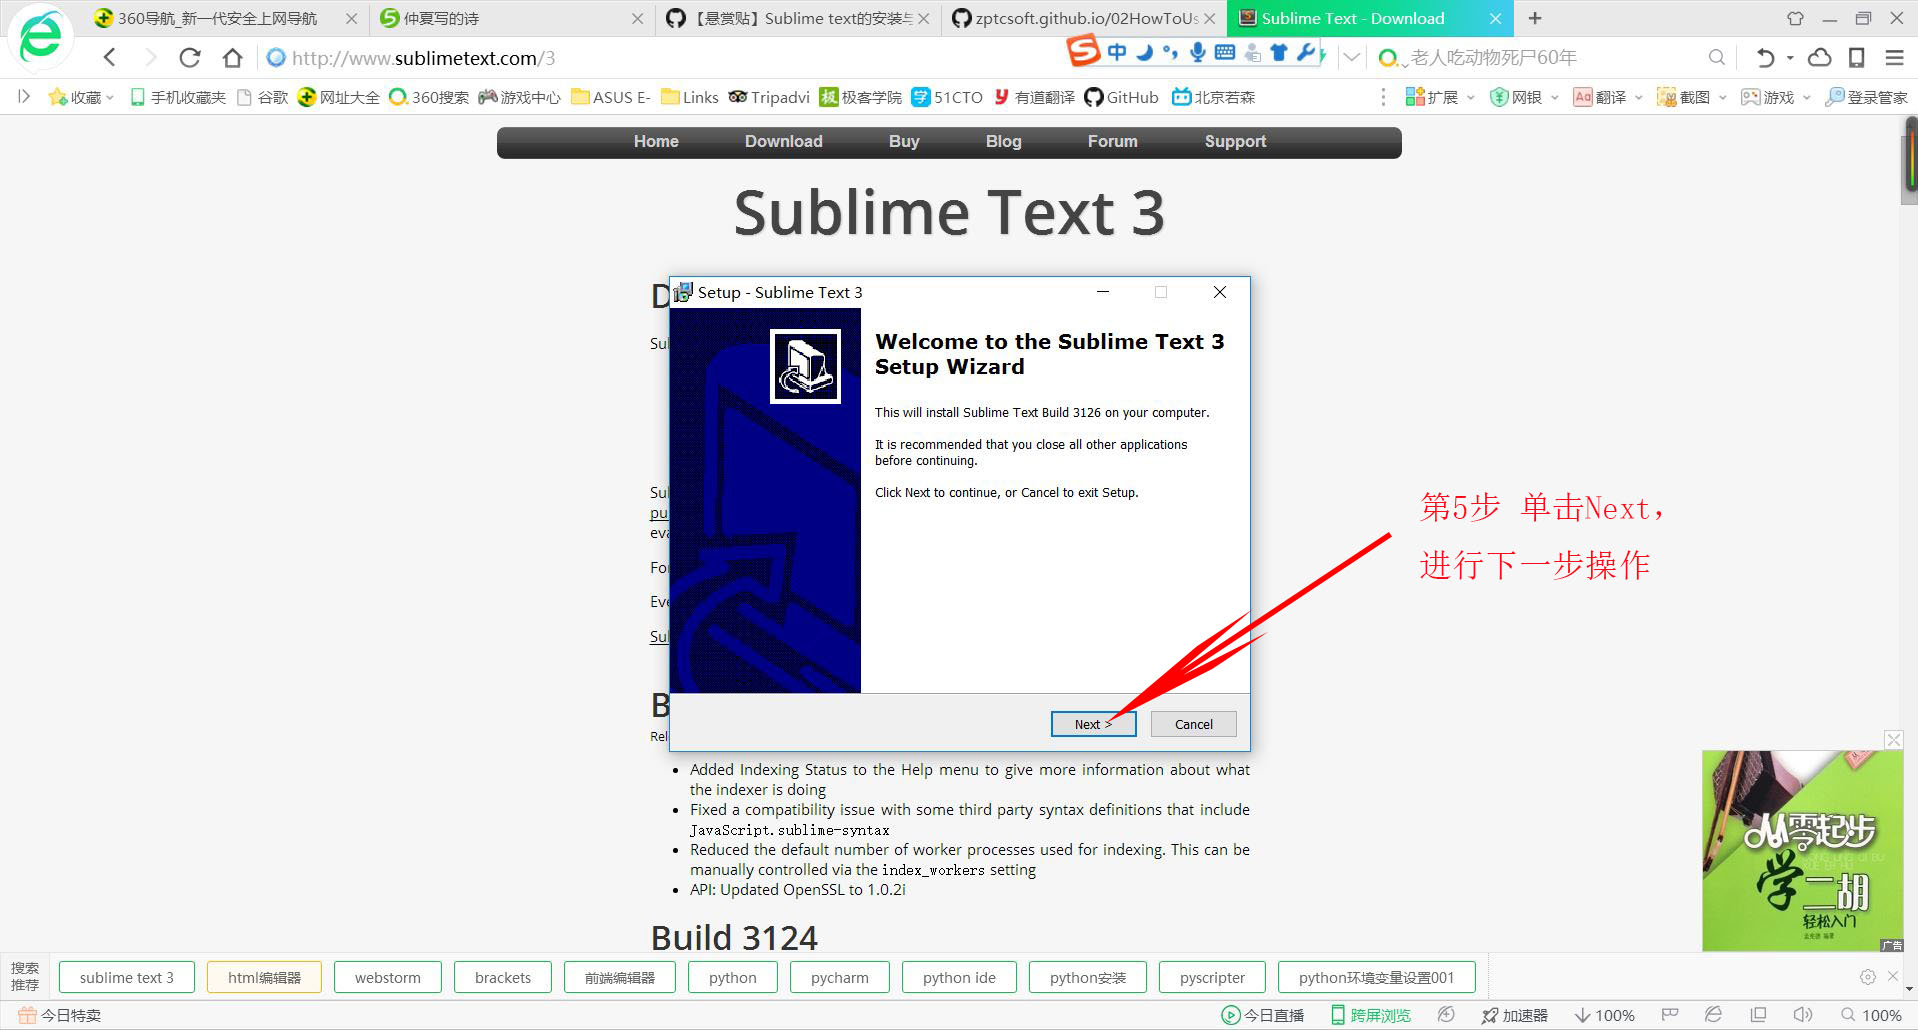 360导航_新一代安全上网导航
仲夏写的诗
【悬赏贴】Sublime text的安装与
zptcsoft.github.io/02HowToUs
Sublime Text - Download
http://www.sublimetext.com/3
中
老人吃动物死尸60年
收藏
手机收藏夹
谷歌
网址大全
360搜索
游戏中心
ASUS E-
Links
Tripadvi
极客学院
51CTO
有道翻译
GitHub
北京若森
扩展
网银
翻译
截图
游戏
登录管家
Home Download Buy Blog Forum Support
Sublime Text 3
D
Setup - Sublime Text 3
Sul
Welcome to the Sublime Text 3
Setup Wizard
This will install Sublime Text Build 3126 on your computer.
It is recommended that you close all other applications
before continuing.
Click Next to continue, or Cancel to exit Setup.
Sul
pu
eva
For
Eve
Sul
第5步 单击Next，
进行下一步操作
B
Rel
Next >
Cancel
Added Indexing Status to the Help menu to give more information about what
the indexer is doing
Fixed a compatibility issue with some third party syntax definitions that include
JavaScript.sublime-syntax
Reduced the default number of worker processes used for indexing. This can be
manually controlled via the index_workers setting
API: Updated OpenSSL to 1.0.2i
Build 3124
从零起步
学二胡
轻松入门
广告
搜索
推荐
sublime text 3
html编辑器
webstorm
brackets
前端编辑器
python
pycharm
python ide
python安装
pyscripter
python环境变量设置001
今日特卖
今日直播
跨屏浏览
加速器
100%
100%